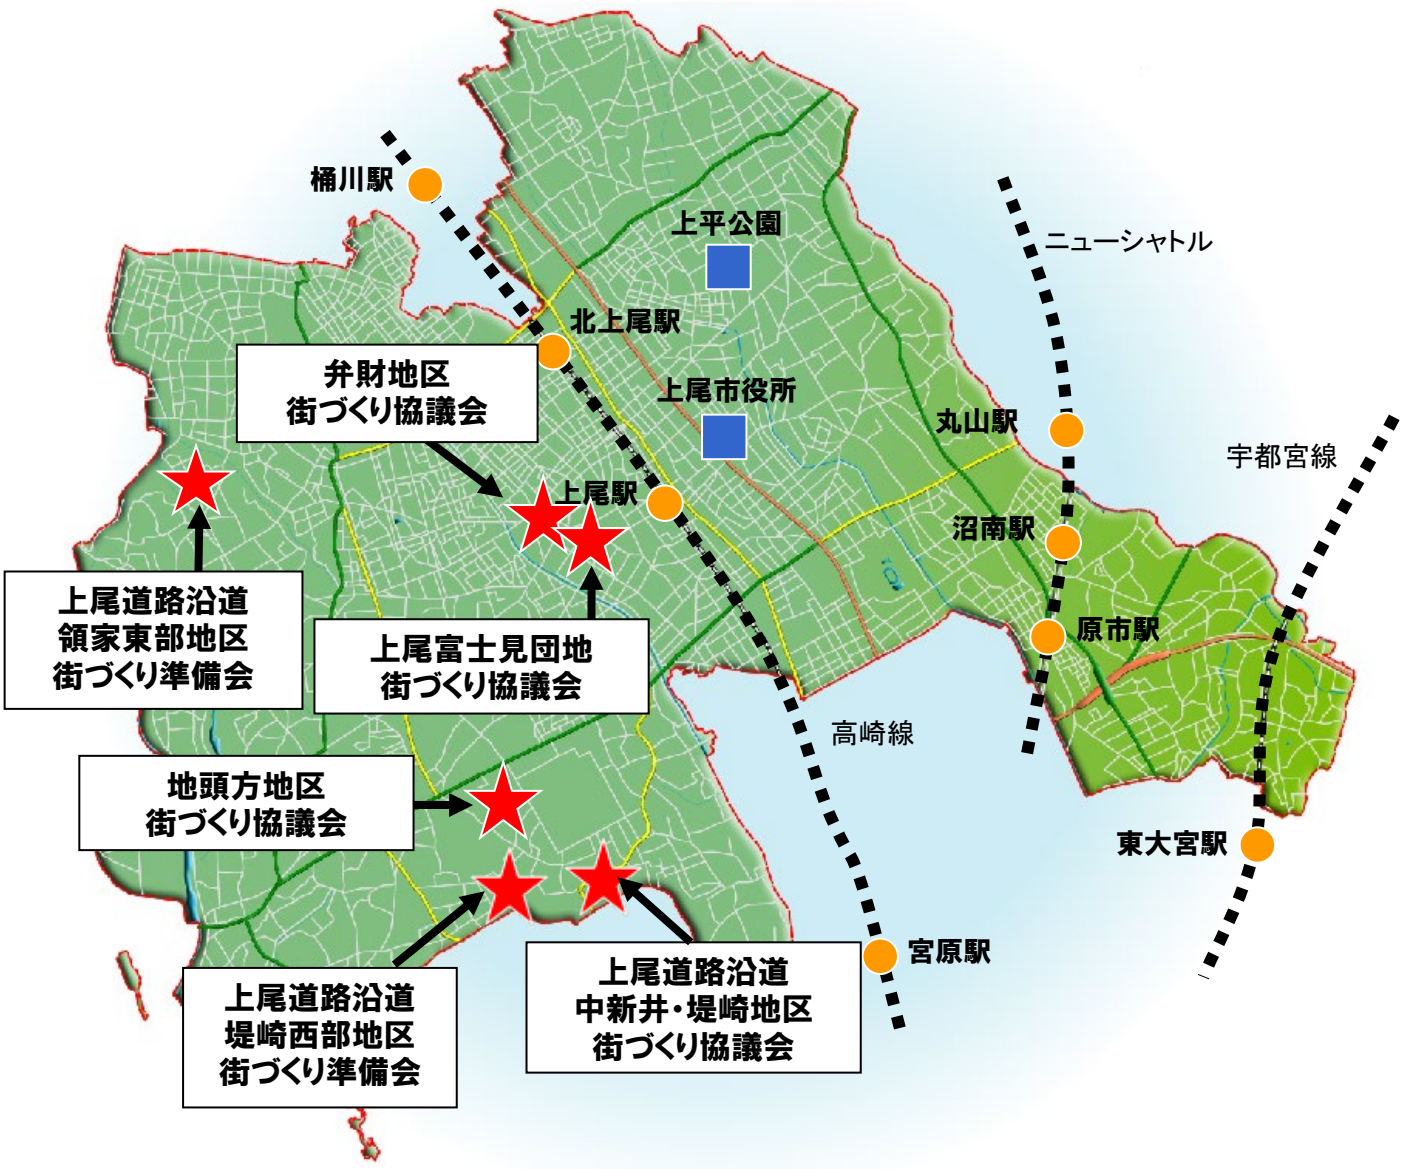 桶川駅
上平公園
ニューシャトル
北上尾駅
弁財地区
街づくり協議会
上尾市役所
丸山駅
宇都宮線
上尾駅
沼南駅
上尾道路沿道
領家東部地区
街づくり準備会
上尾富士見団地
街づくり協議会
原市駅
高崎線
地頭方地区
街づくり協議会
東大宮駅
宮原駅
上尾道路沿道
堤崎西部地区
街づくり準備会
上尾道路沿道
中新井・堤崎地区
街づくり協議会